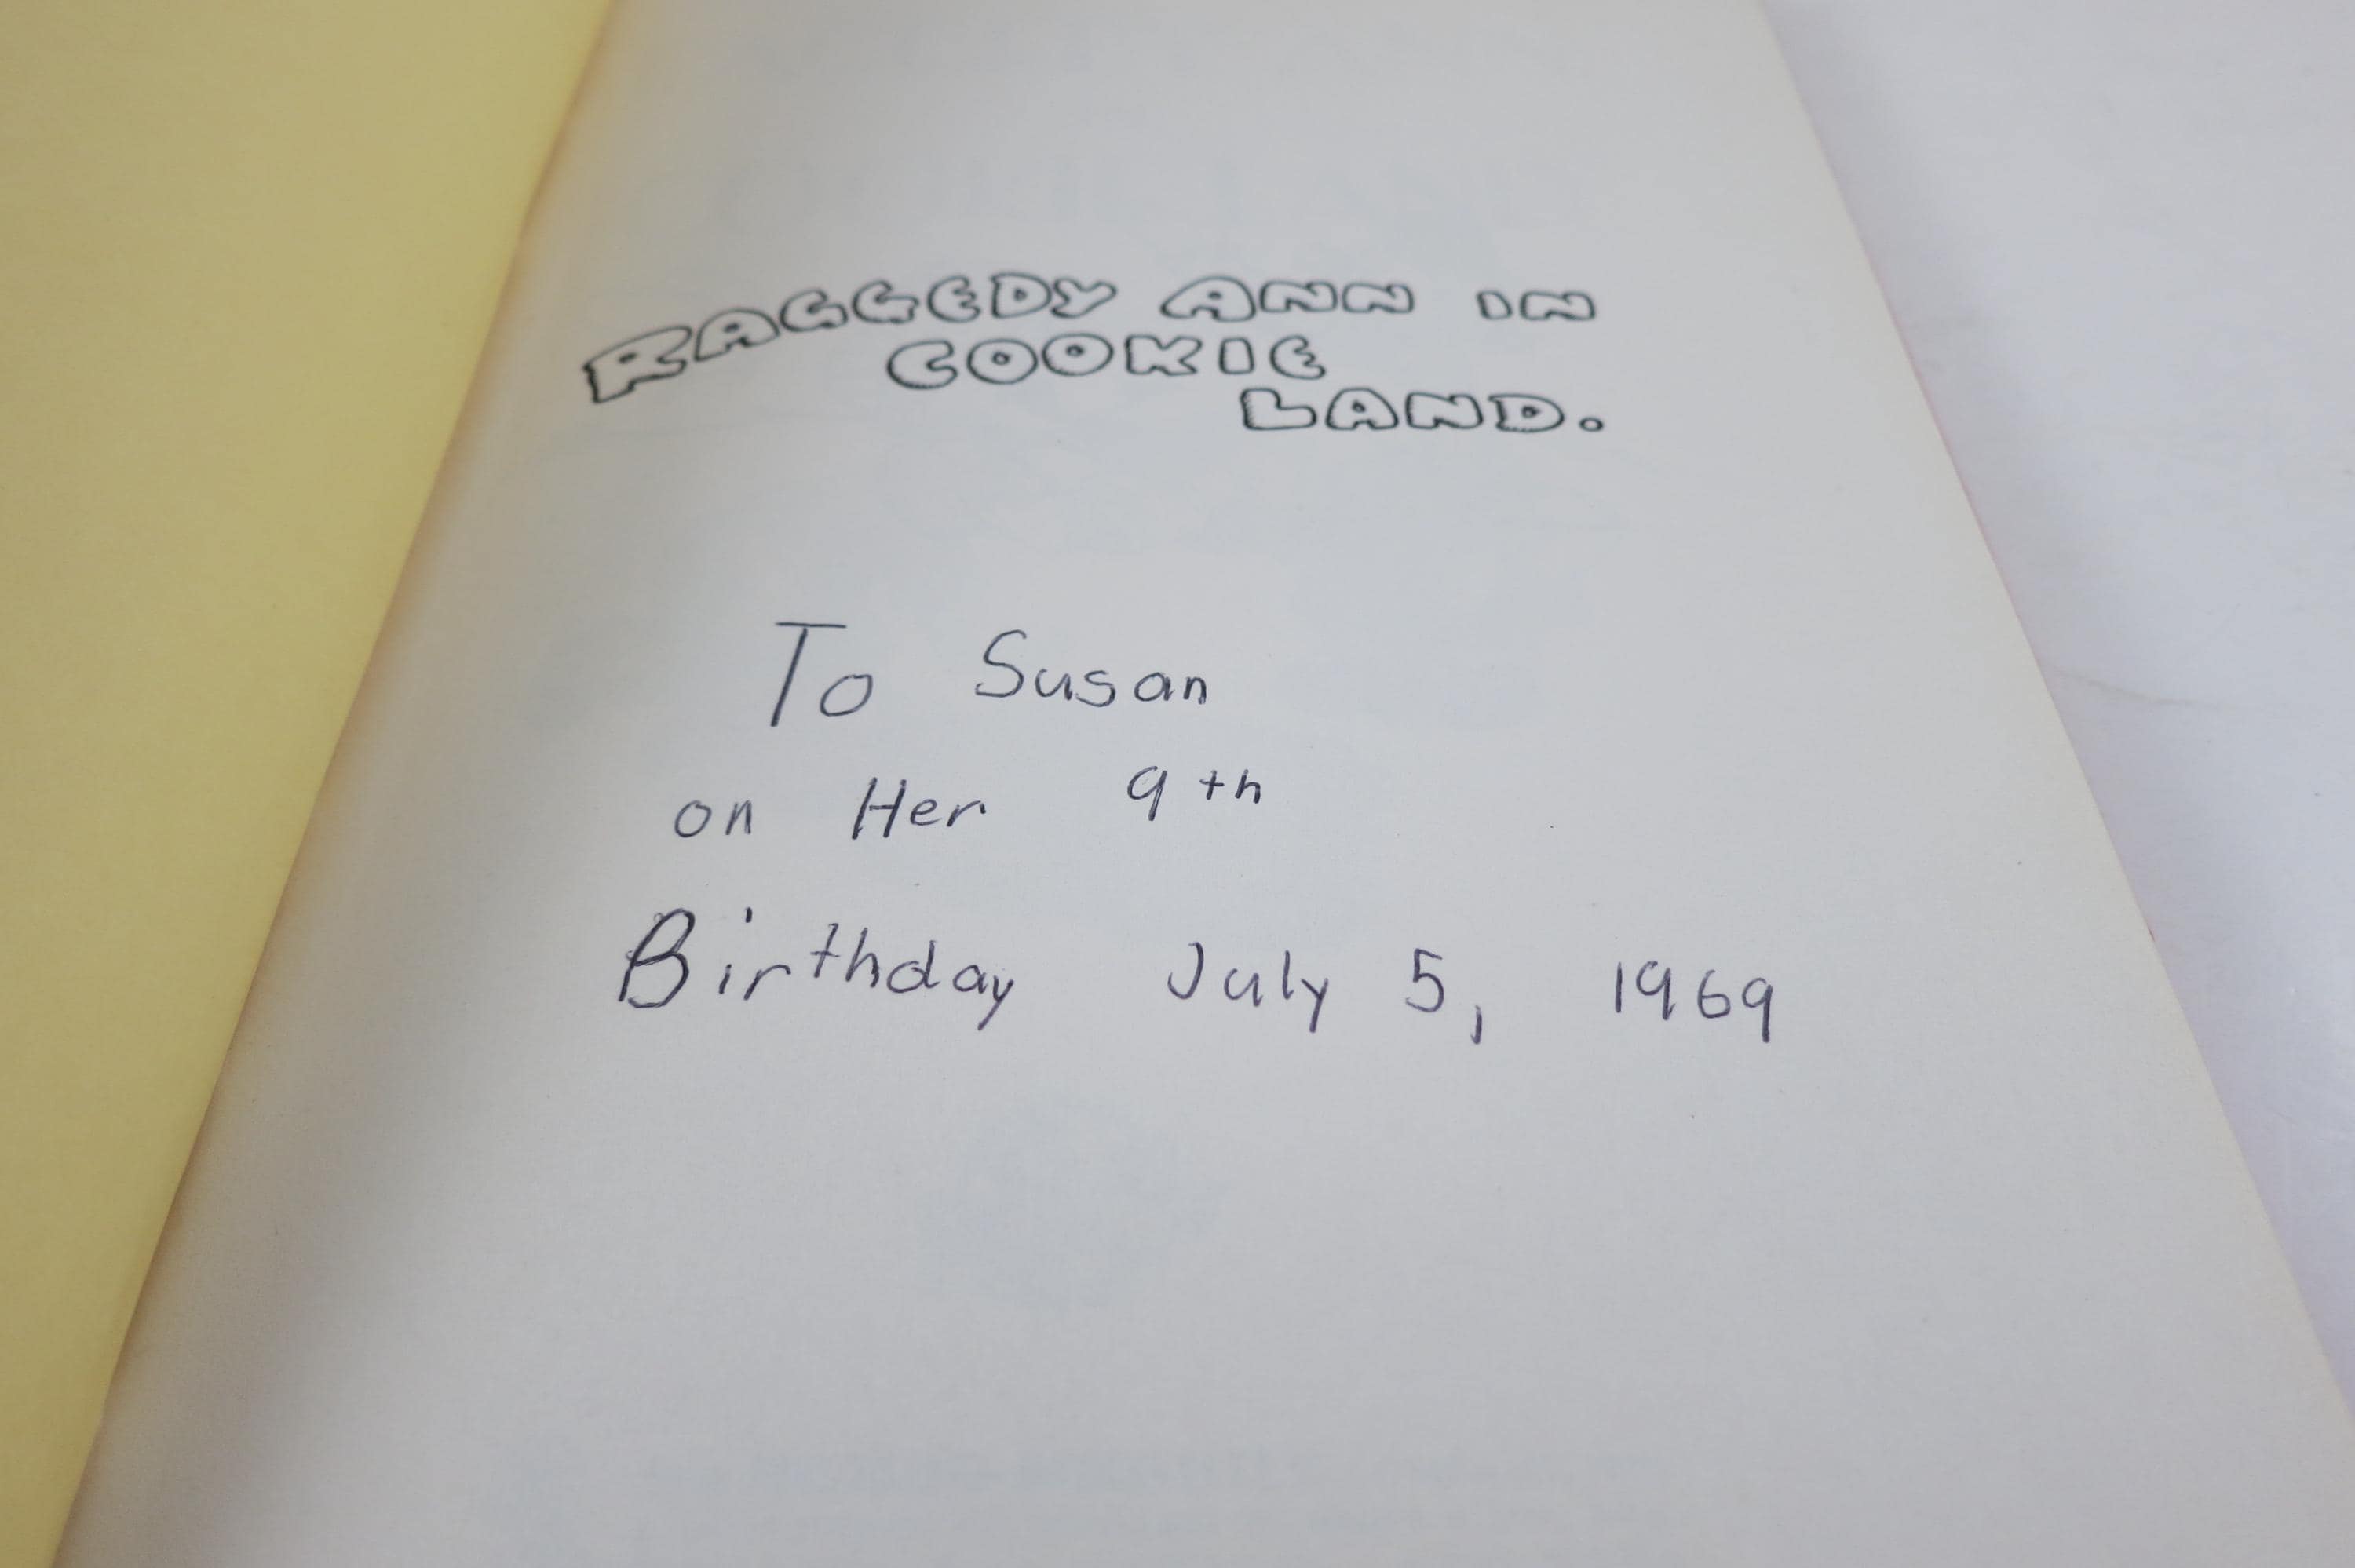 RAGGEDY ANN IN
COOKIE
LAND.
To Susan
on Her 9th
Birthday July 5, 1969